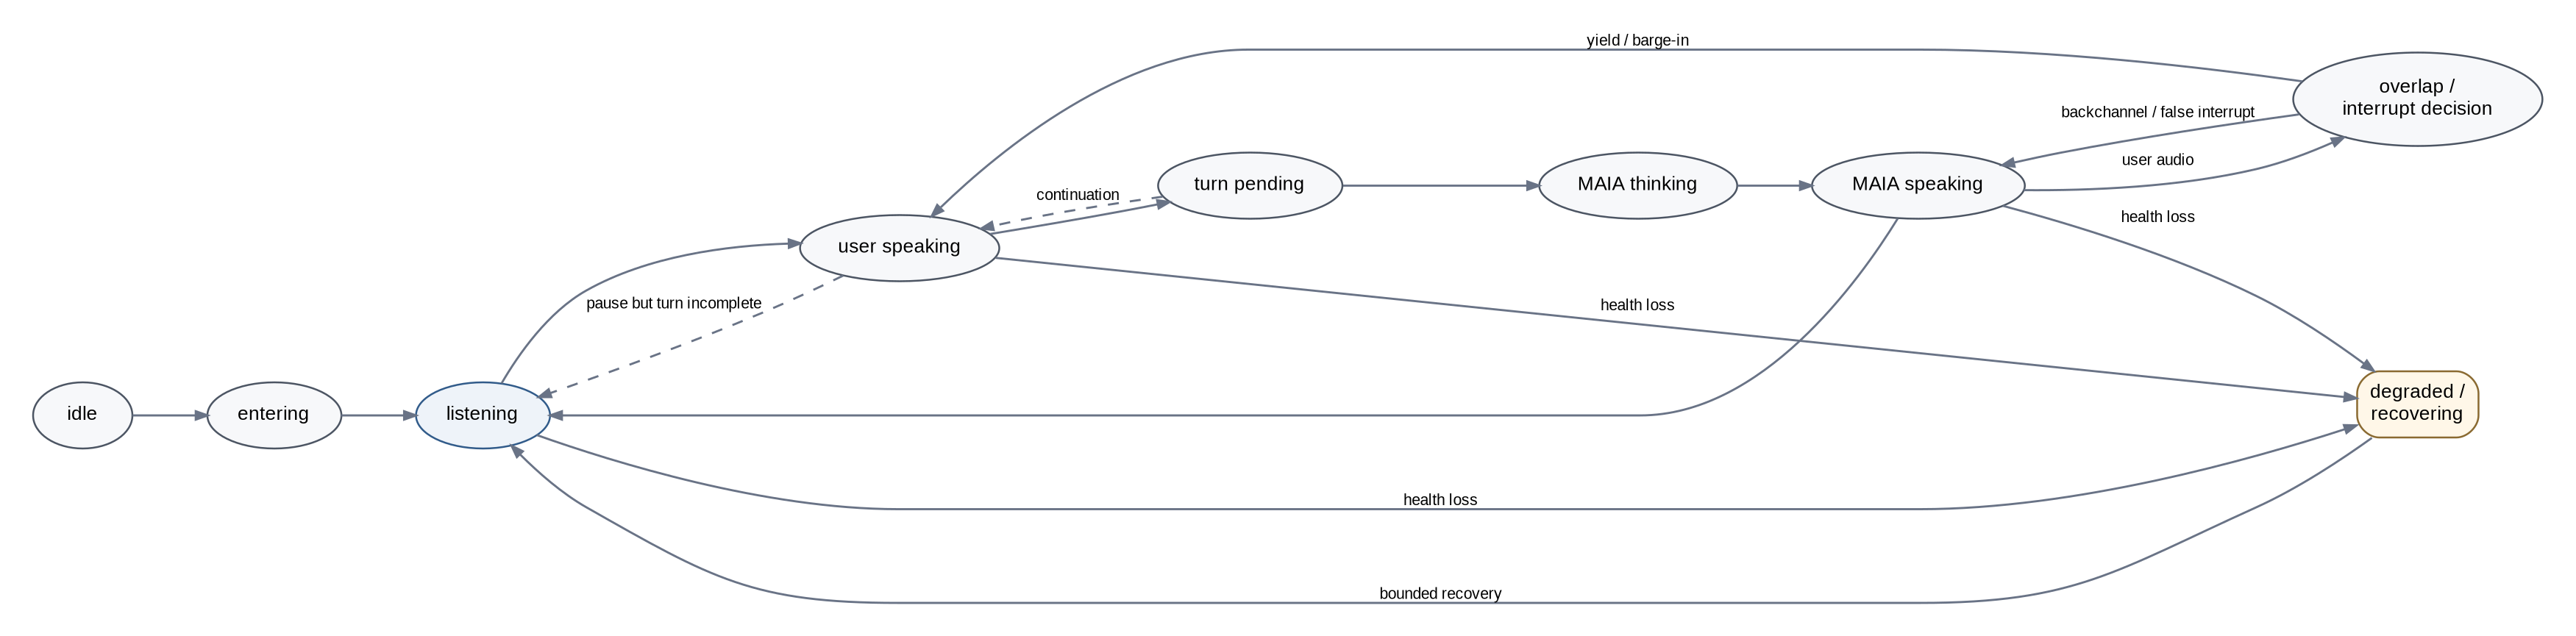 yield / barge-in
overlap /
interrupt decision
backchannel / false interrupt
user audio
turn pending
MAIA thinking
MAIA speaking
continuation
health loss
user speaking
pause but turn incomplete
health loss
idle
entering
listening
degraded /
recovering
health loss
bounded recovery